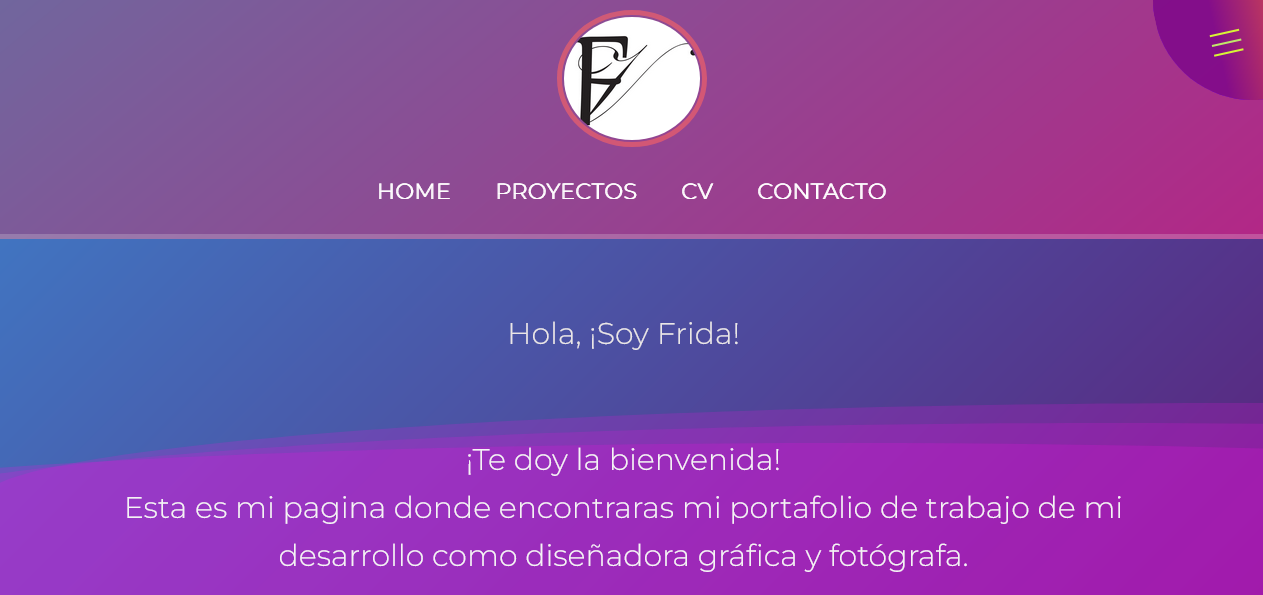 F
HOME PROYECTOS CV CONTACTO
Hola, ¡Soy Frida!
¡Te doy la bienvenida!
Esta es mi pagina donde encontraras mi portafolio de trabajo de mi
desarrollo como diseñadora gráfica y fotógrafa.